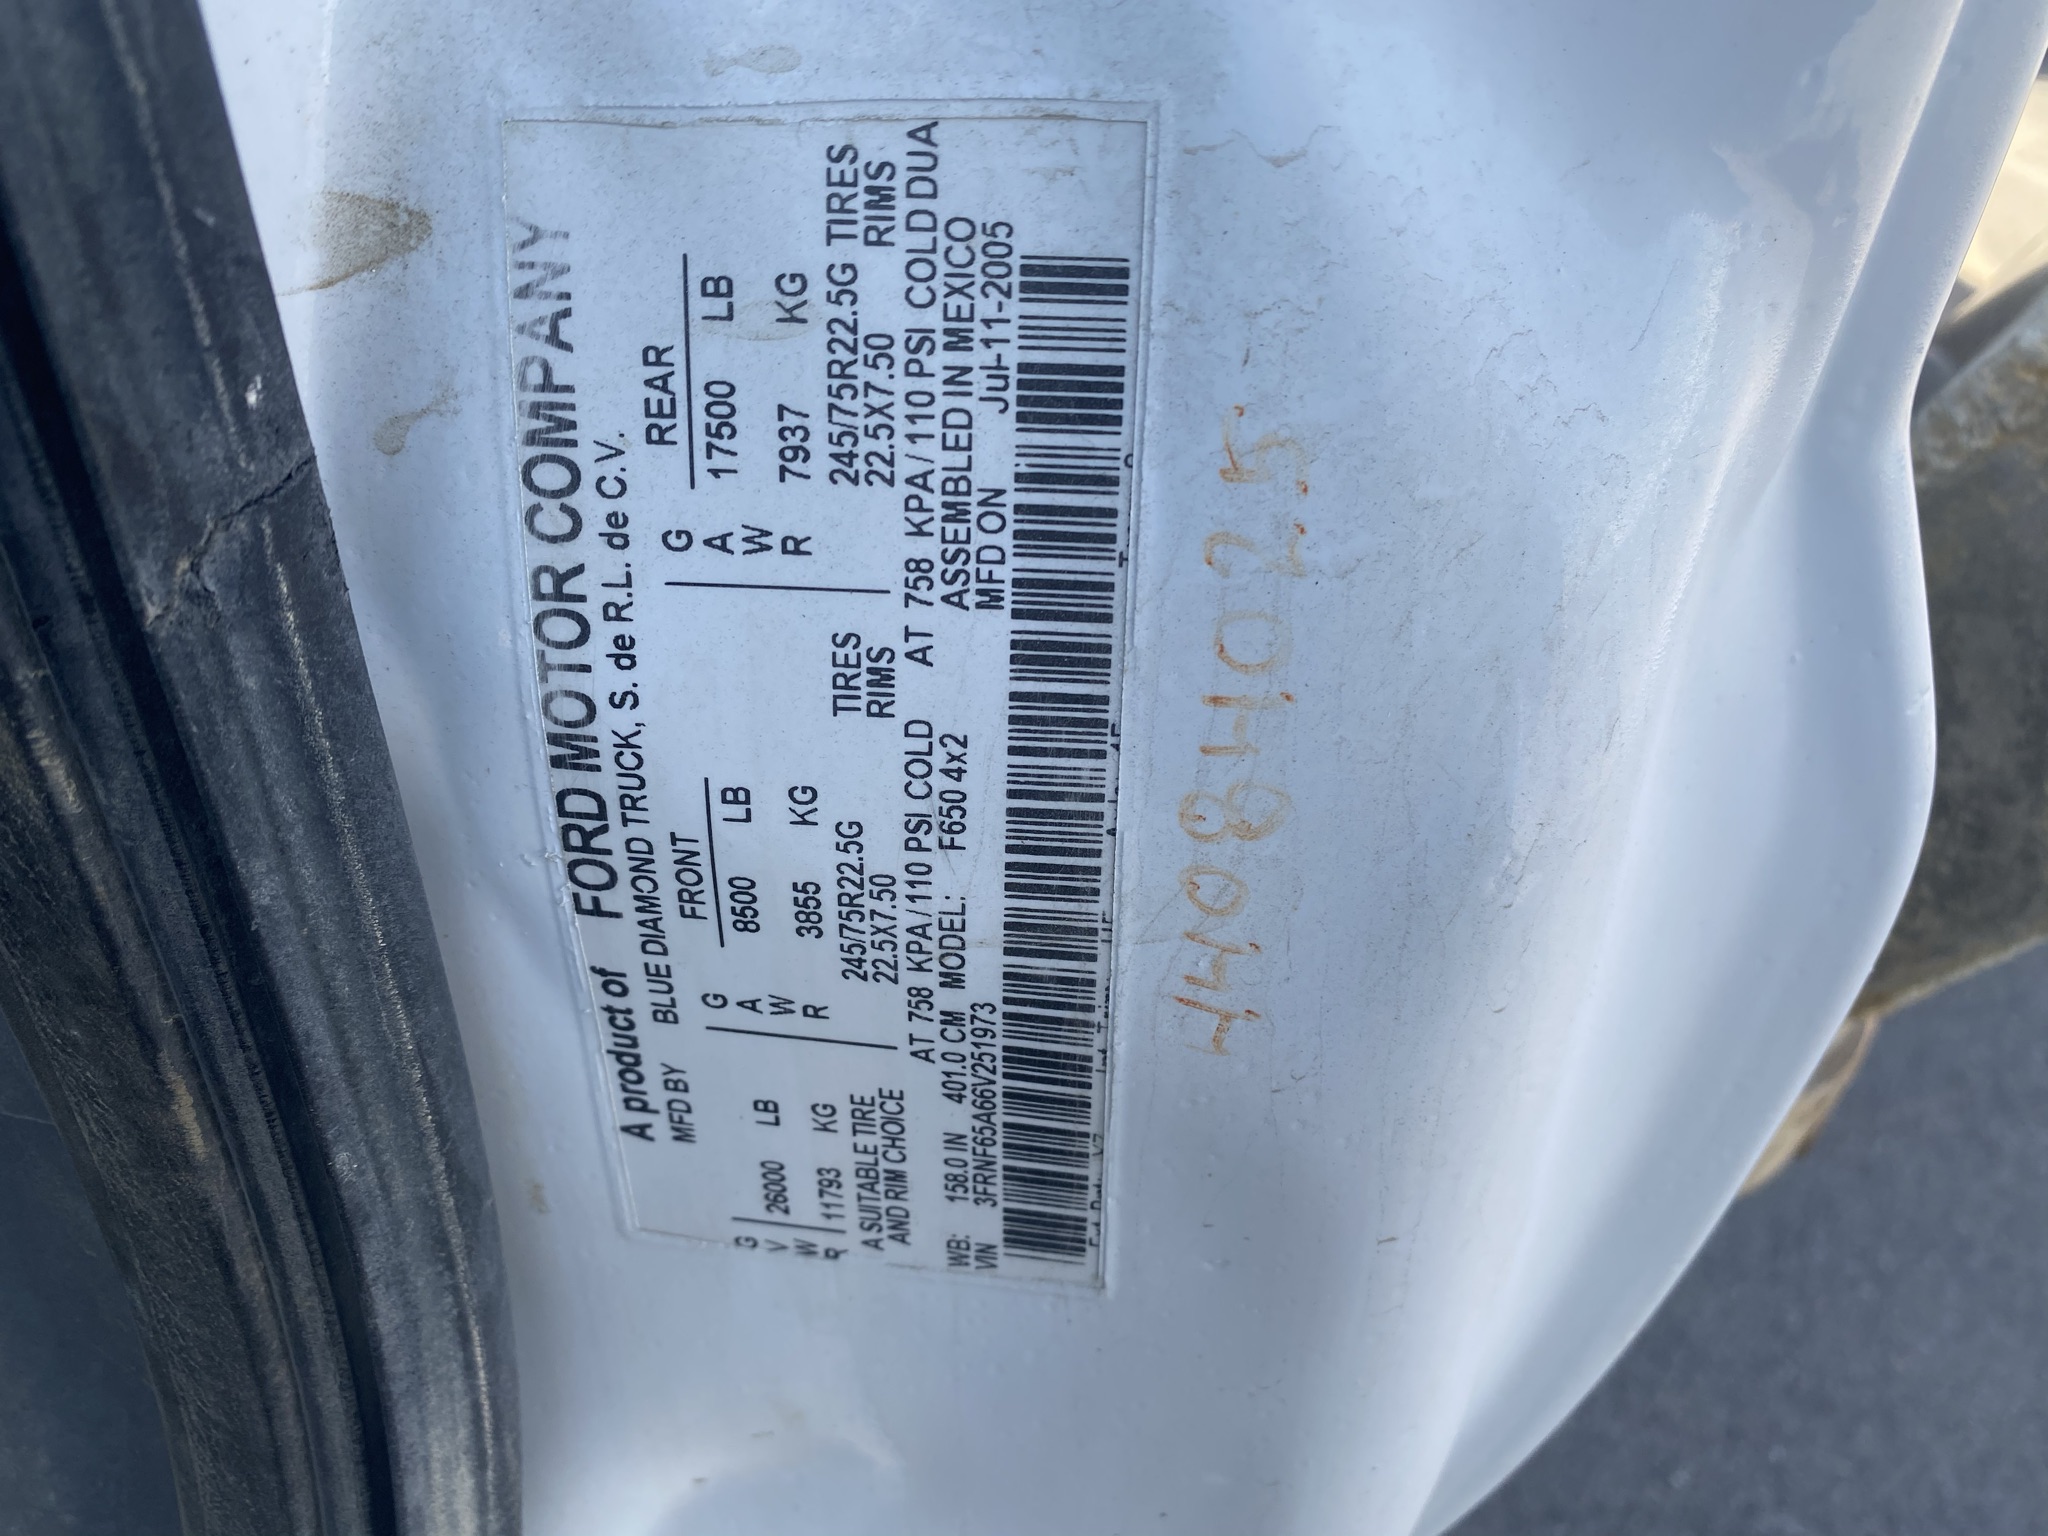 A product of FORD MOTOR COMPANY
MFD BY BLUE DIAMOND TRUCK, S. de R.L. de C.V.
FRONT REAR
G V W R 26000 LB 11793 KG
G A W R 8500 LB 3855 KG
G A W R 17500 LB 7937 KG
A SUITABLE TIRE 245/75R22.5G TIRES 245/75R22.5G TIRES
AND RIM CHOICE 22.5X7.50 RIMS 22.5X7.50 RIMS
AT 758 KPA/110 PSI COLD AT 758 KPA/110 PSI COLD DUA
WB: 158.0 IN 401.0 CM MODEL: F650 4x2 ASSEMBLED IN MEXICO
VIN 3FRNF65A66V251973 MFD ON Jul-11-2005
44084025